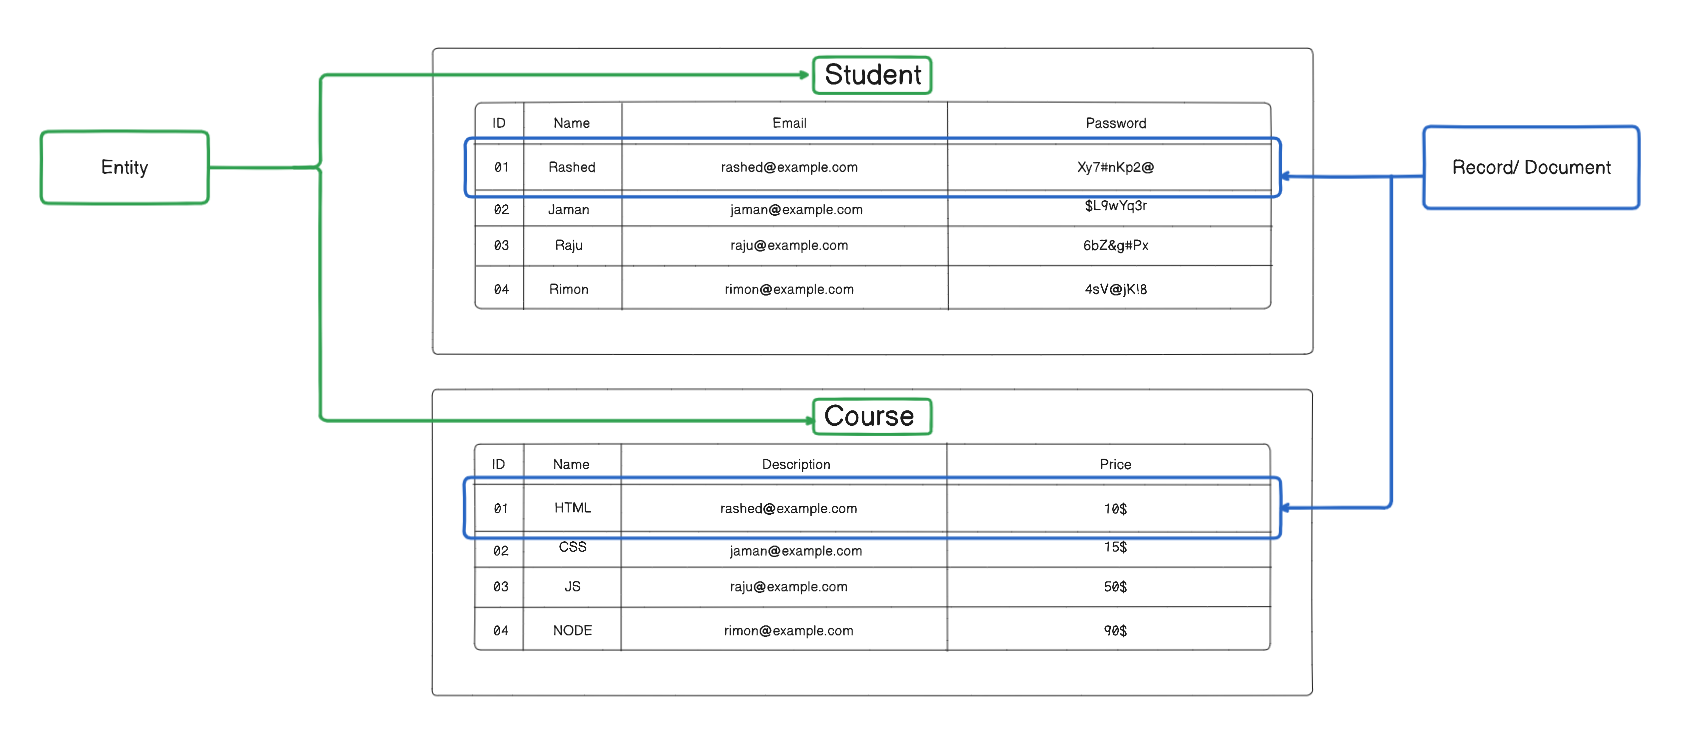 Student
ID Name Email Password
Entity
01 Rashed rashed@example.com Xy7#nKp2@
Record/ Document
02 Jaman jaman@example.com $L9wYq3r
03 Raju raju@example.com 6bZ&g#Px
04 Rimon rimon@example.com 4sV@jK!8
Course
ID Name Description Price
01 HTML rashed@example.com 10$
02 CSS jaman@example.com 15$
03 JS raju@example.com 50$
04 NODE rimon@example.com 90$